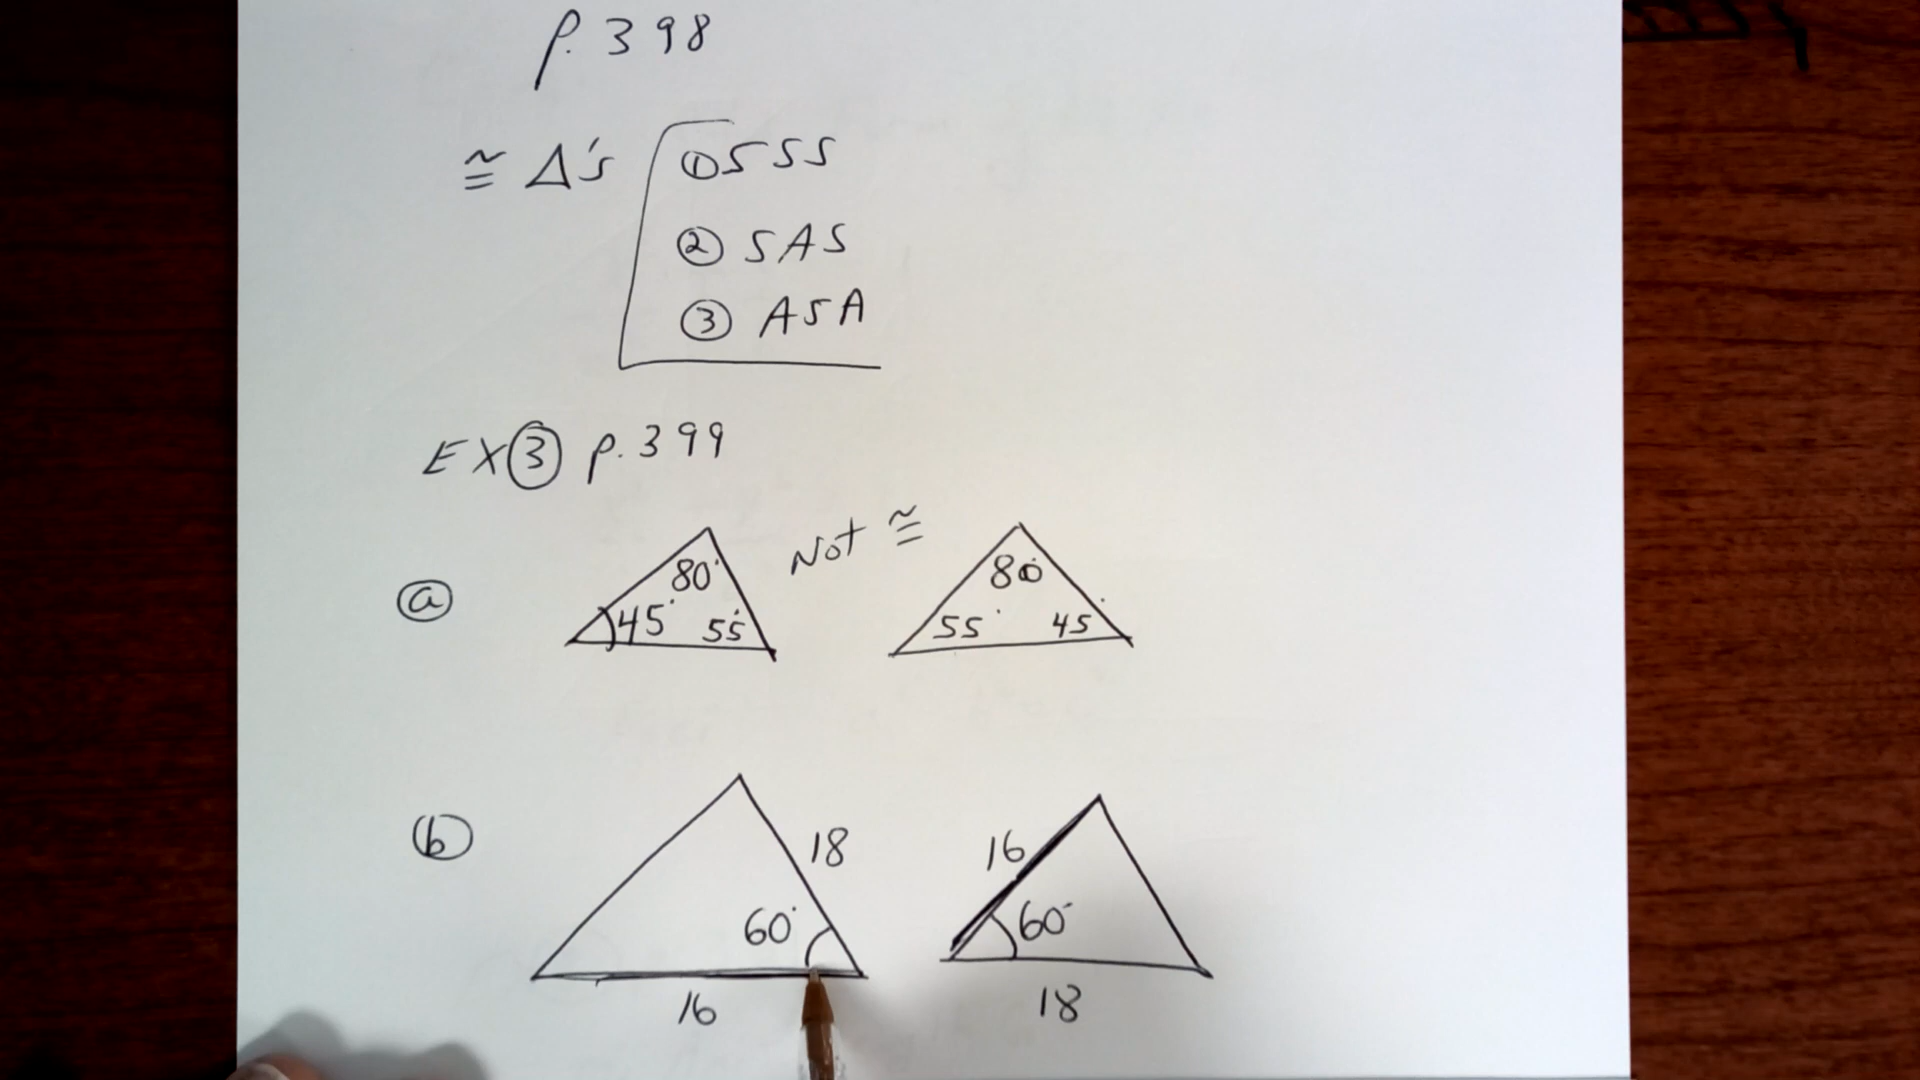 p. 398
≅ Δ's ① SSS
② SAS
③ ASA
EX ③ p. 399
Not ≅
ⓐ 80° 45° 55° 80° 55° 45°
ⓑ 18 60° 16 16 60° 18